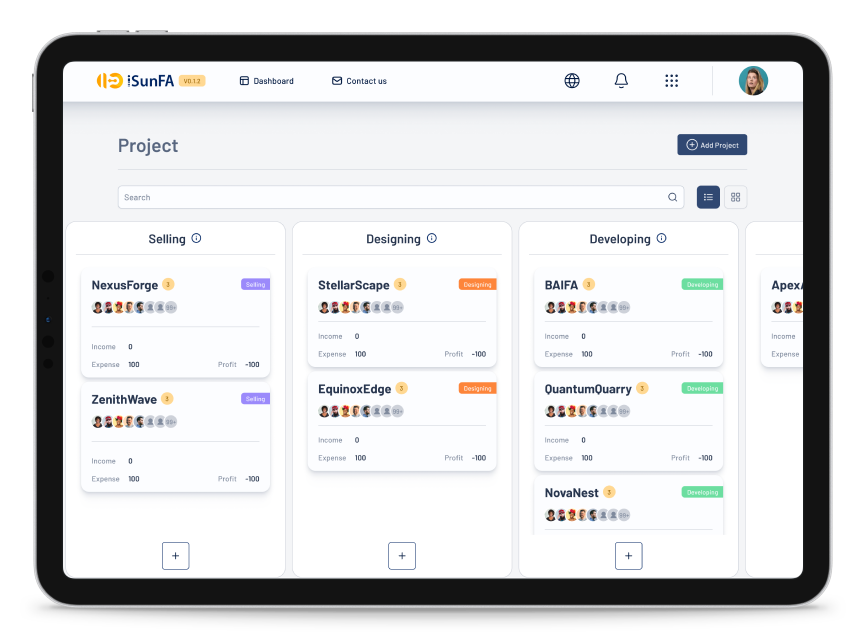 iSunFA V0.1.2 Dashboard Contact us
Project
Add Project
Search
Selling
NexusForge 3 Selling
99+
Income 0
Expense 100 Profit -100
ZenithWave 3 Selling
99+
Income 0
Expense 100 Profit -100
Designing
StellarScape 3 Designing
99+
Income 0
Expense 100 Profit -100
EquinoxEdge 3 Designing
99+
Income 0
Expense 100 Profit -100
Developing
BAIFA 3 Developing
99+
Income 0
Expense 100 Profit -100
QuantumQuarry 3 Developing
99+
Income 0
Expense 100 Profit -100
NovaNest 3 Developing
99+
Apex
Income
Expense